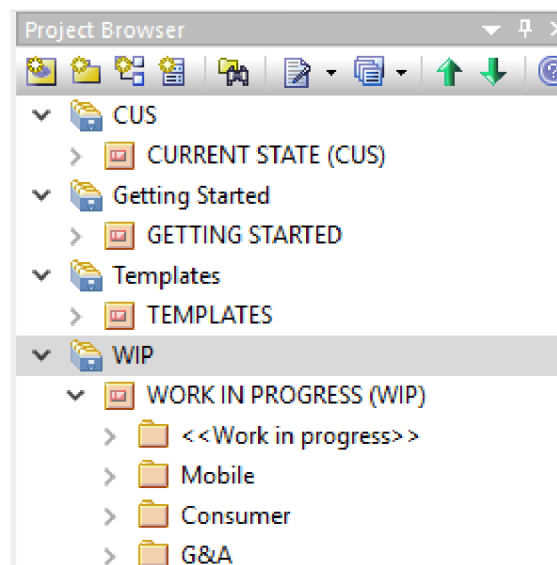 Project Browser
CUS
CURRENT STATE (CUS)
Getting Started
GETTING STARTED
Templates
TEMPLATES
WIP
WORK IN PROGRESS (WIP)
<<Work in progress>>
Mobile
Consumer
G&A